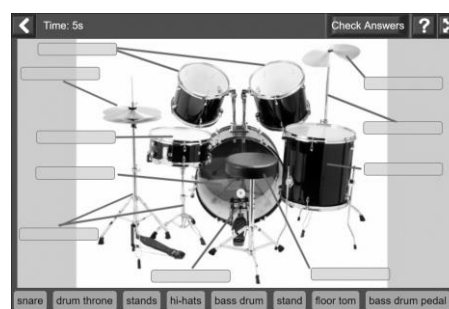 Time: 5s
Check Answers
?
snare
drum throne
stands
hi-hats
bass drum
stand
floor tom
bass drum pedal